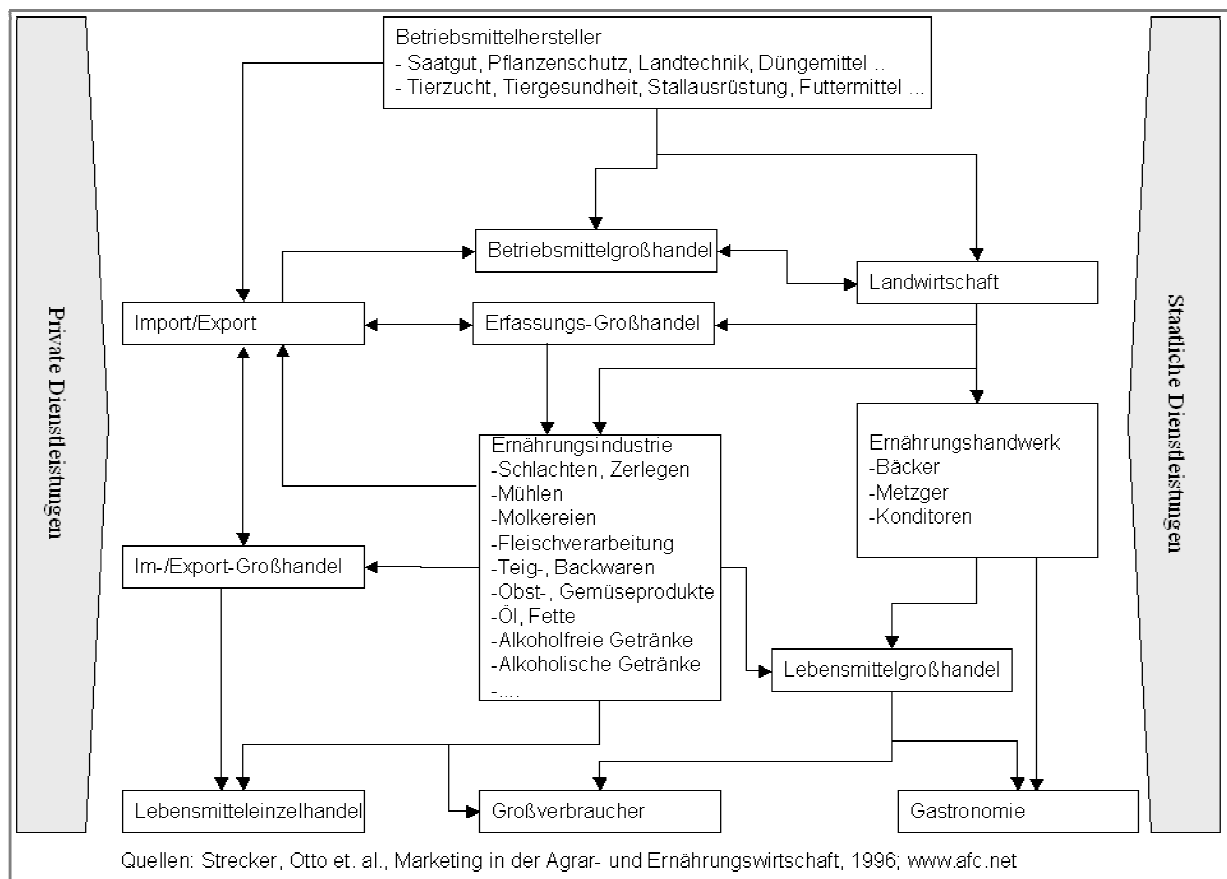 Betriebsmittelhersteller
- Saatgut, Pflanzenschutz, Landtechnik, Düngemittel ..
- Tierzucht, Tiergesundheit, Stallausrüstung, Futtermittel ...
Betriebsmittelgroßhandel
Landwirtschaft
Import/Export
Erfassungs-Großhandel
Private Dienstleistungen
Staatliche Dienstleistungen
Ernährungsindustrie
-Schlachten, Zerlegen
-Mühlen
-Molkereien
-Fleischverarbeitung
-Teig-, Backwaren
-Obst-, Gemüseprodukte
-Öl, Fette
-Alkoholfreie Getränke
-Alkoholische Getränke
-....
Ernährungshandwerk
-Bäcker
-Metzger
-Konditoren
Im-/Export-Großhandel
Lebensmittelgroßhandel
Lebensmitteleinzelhandel
Großverbraucher
Gastronomie
Quellen: Strecker, Otto et. al., Marketing in der Agrar- und Ernährungswirtschaft, 1996; www.afc.net